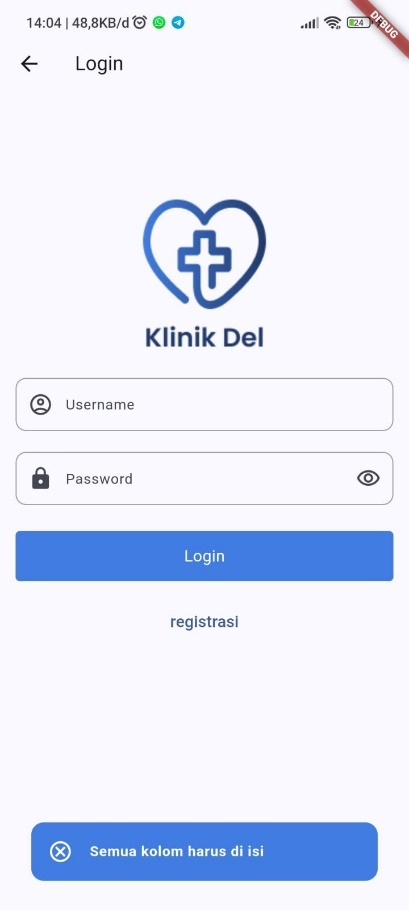 14:04 | 48,8KB/d
24
DEBUG
Login
Klinik Del
Username
Password
Login
registrasi
Semua kolom harus di isi